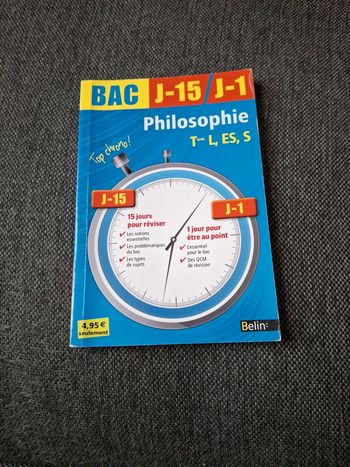 BAC J-15/J-1
Philosophie
Tles L, ES, S
Top chrono!
J-15
J-1
15 jours
pour réviser
✓ Les notions
essentielles
✓ Les problématiques
du bac
✓ Les types
de sujets
1 jour pour
être au point
✓ L'essentiel
pour le bac
✓ Des QCM
de révision
4,95 €
seulement
Belin: